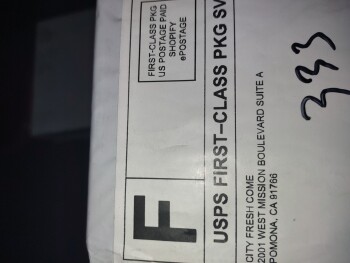 F
FIRST-CLASS PKG
US POSTAGE PAID
SHOPIFY
ePOSTAGE
USPS FIRST-CLASS PKG SV
CITY FRESH COME
2001 WEST MISSION BOULEVARD SUITE A
POMONA, CA 91766
333